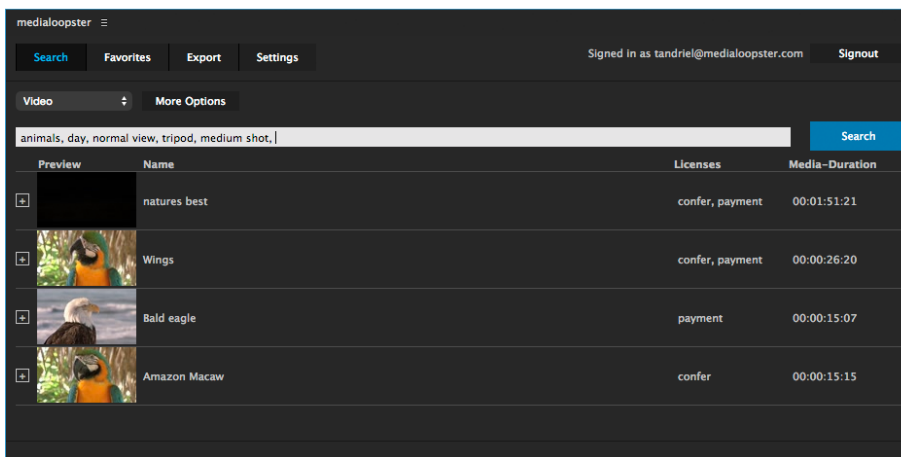 medialoopster
Search Favorites Export Settings Signed in as tandriel@medialoopster.com Signout
Video More Options
animals, day, normal view, tripod, medium shot,
Search
Preview Name Licenses Media-Duration
natures best confer, payment 00:01:51:21
Wings confer, payment 00:00:26:20
Bald eagle payment 00:00:15:07
Amazon Macaw confer 00:00:15:15